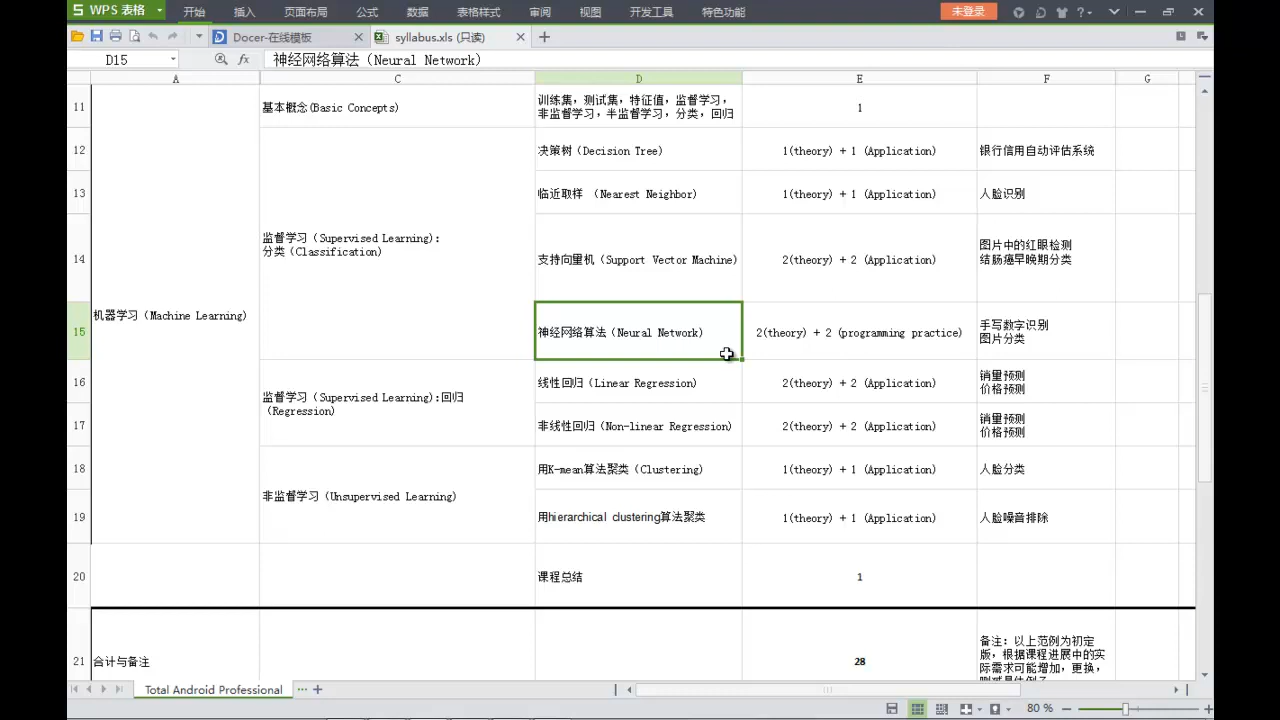 S WPS 表格
开始 插入 页面布局 公式 数据 表格样式 审阅 视图 开发工具 特色功能
未登录
Docer-在线模板
syllabus.xls (只读)
D15
fx
神经网络算法（Neural Network）
A C D E F G
11
基本概念(Basic Concepts)
训练集，测试集，特征值，监督学习，
非监督学习，半监督学习，分类，回归
1
12
决策树（Decision Tree）
1(theory) + 1 (Application)
银行信用自动评估系统
13
临近取样 （Nearest Neighbor）
1(theory) + 1 (Application)
人脸识别
14
监督学习（Supervised Learning）：
分类（Classification）
支持向量机（Support Vector Machine）
2(theory) + 2 (Application)
图片中的红眼检测
结肠癌早晚期分类
机器学习（Machine Learning）
15
神经网络算法（Neural Network）
2(theory) + 2 (programming practice)
手写数字识别
图片分类
16
监督学习（Supervised Learning）:回归
（Regression）
线性回归（Linear Regression）
2(theory) + 2 (Application)
销量预测
价格预测
17
非线性回归（Non-linear Regression）
2(theory) + 2 (Application)
销量预测
价格预测
18
非监督学习（Unsupervised Learning）
用K-mean算法聚类（Clustering）
1(theory) + 1 (Application)
人脸分类
19
用hierarchical clustering算法聚类
1(theory) + 1 (Application)
人脸噪音排除
20
课程总结
1
21
合计与备注
28
备注：以上范例为初定
版，根据课程进展中的实
际需求可能增加，更换，
Total Android Professional
80 %